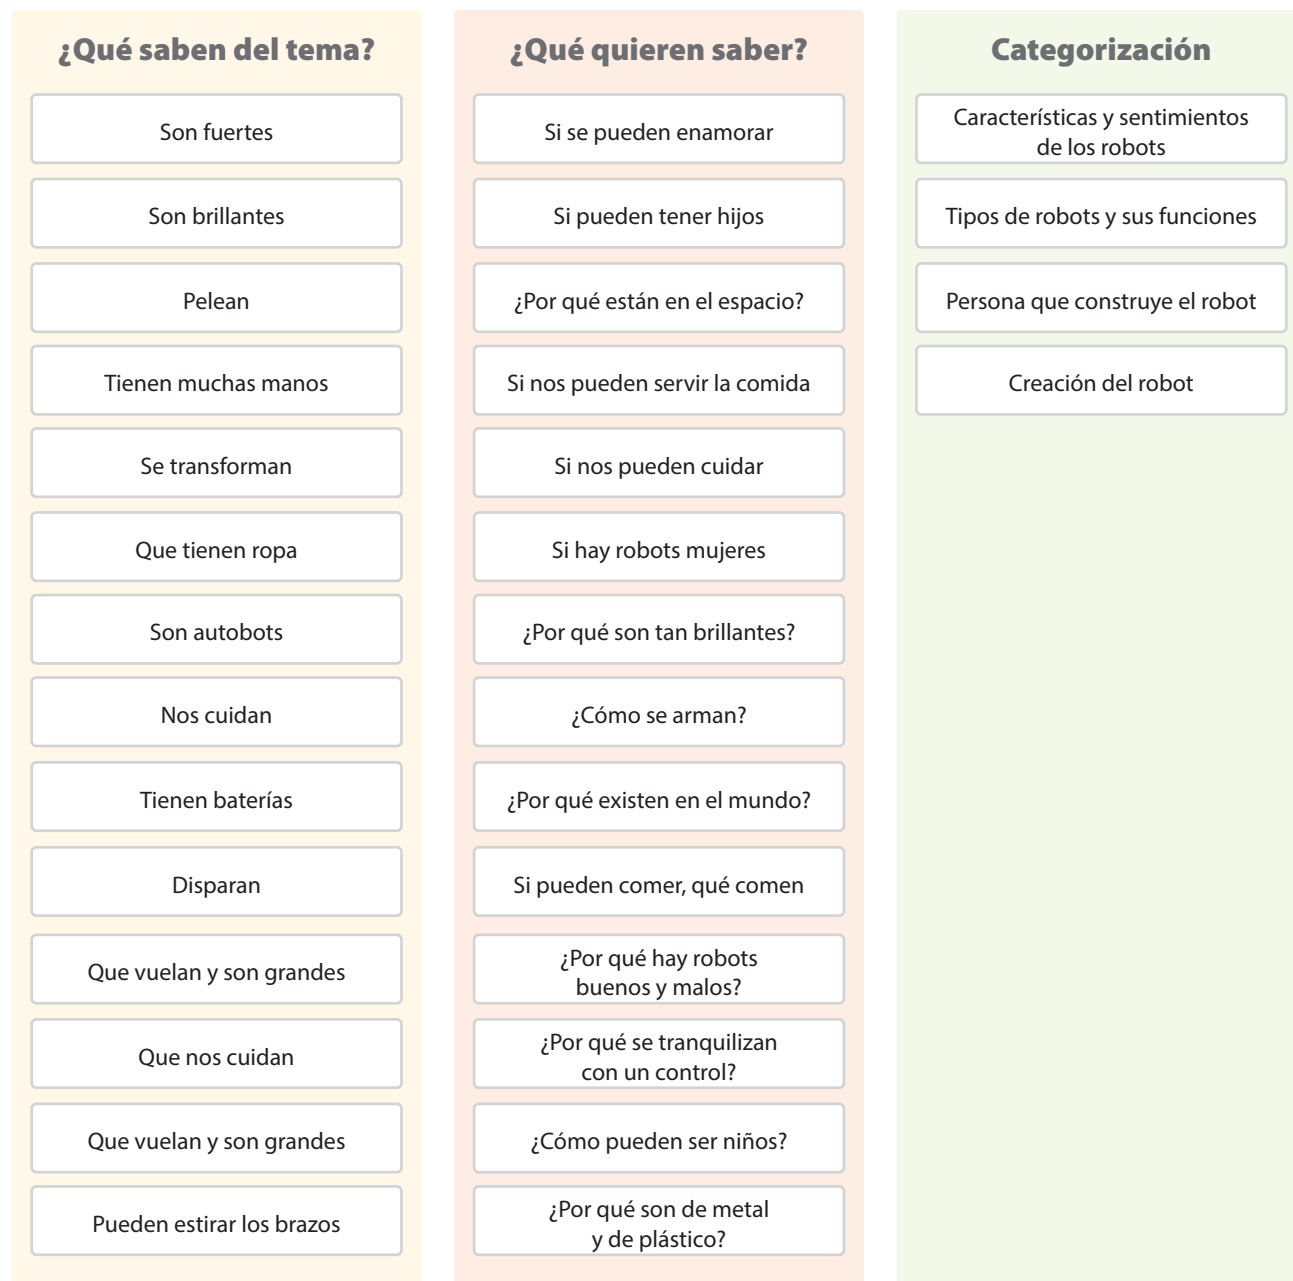 ¿Qué saben del tema?
Son fuertes
Son brillantes
Pelean
Tienen muchas manos
Se transforman
Que tienen ropa
Son autobots
Nos cuidan
Tienen baterías
Disparan
Que vuelan y son grandes
Que nos cuidan
Que vuelan y son grandes
Pueden estirar los brazos
¿Qué quieren saber?
Si se pueden enamorar
Si pueden tener hijos
¿Por qué están en el espacio?
Si nos pueden servir la comida
Si nos pueden cuidar
Si hay robots mujeres
¿Por qué son tan brillantes?
¿Cómo se arman?
¿Por qué existen en el mundo?
Si pueden comer, qué comen
¿Por qué hay robots
buenos y malos?
¿Por qué se tranquilizan
con un control?
¿Cómo pueden ser niños?
¿Por qué son de metal
y de plástico?
Categorización
Características y sentimientos
de los robots
Tipos de robots y sus funciones
Persona que construye el robot
Creación del robot